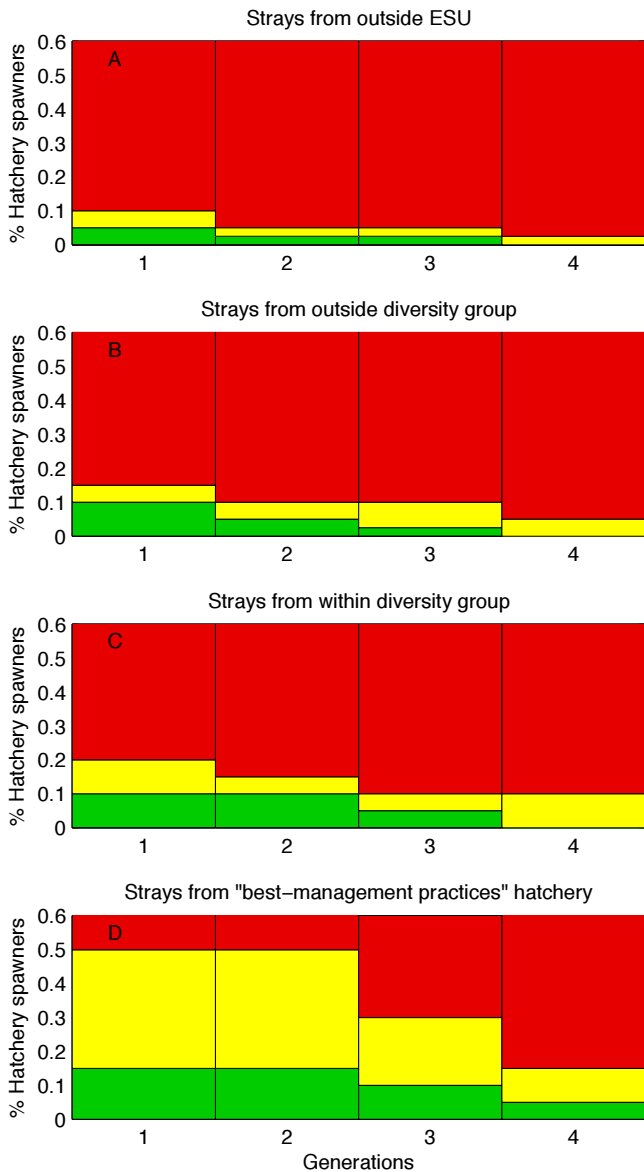 Strays from outside ESU
A
% Hatchery spawners
0.6
0.5
0.4
0.3
0.2
0.1
0
1 2 3 4
Strays from outside diversity group
B
% Hatchery spawners
0.6
0.5
0.4
0.3
0.2
0.1
0
1 2 3 4
Strays from within diversity group
C
% Hatchery spawners
0.6
0.5
0.4
0.3
0.2
0.1
0
1 2 3 4
Strays from "best−management practices" hatchery
D
% Hatchery spawners
0.6
0.5
0.4
0.3
0.2
0.1
0
1 2 3 4
Generations